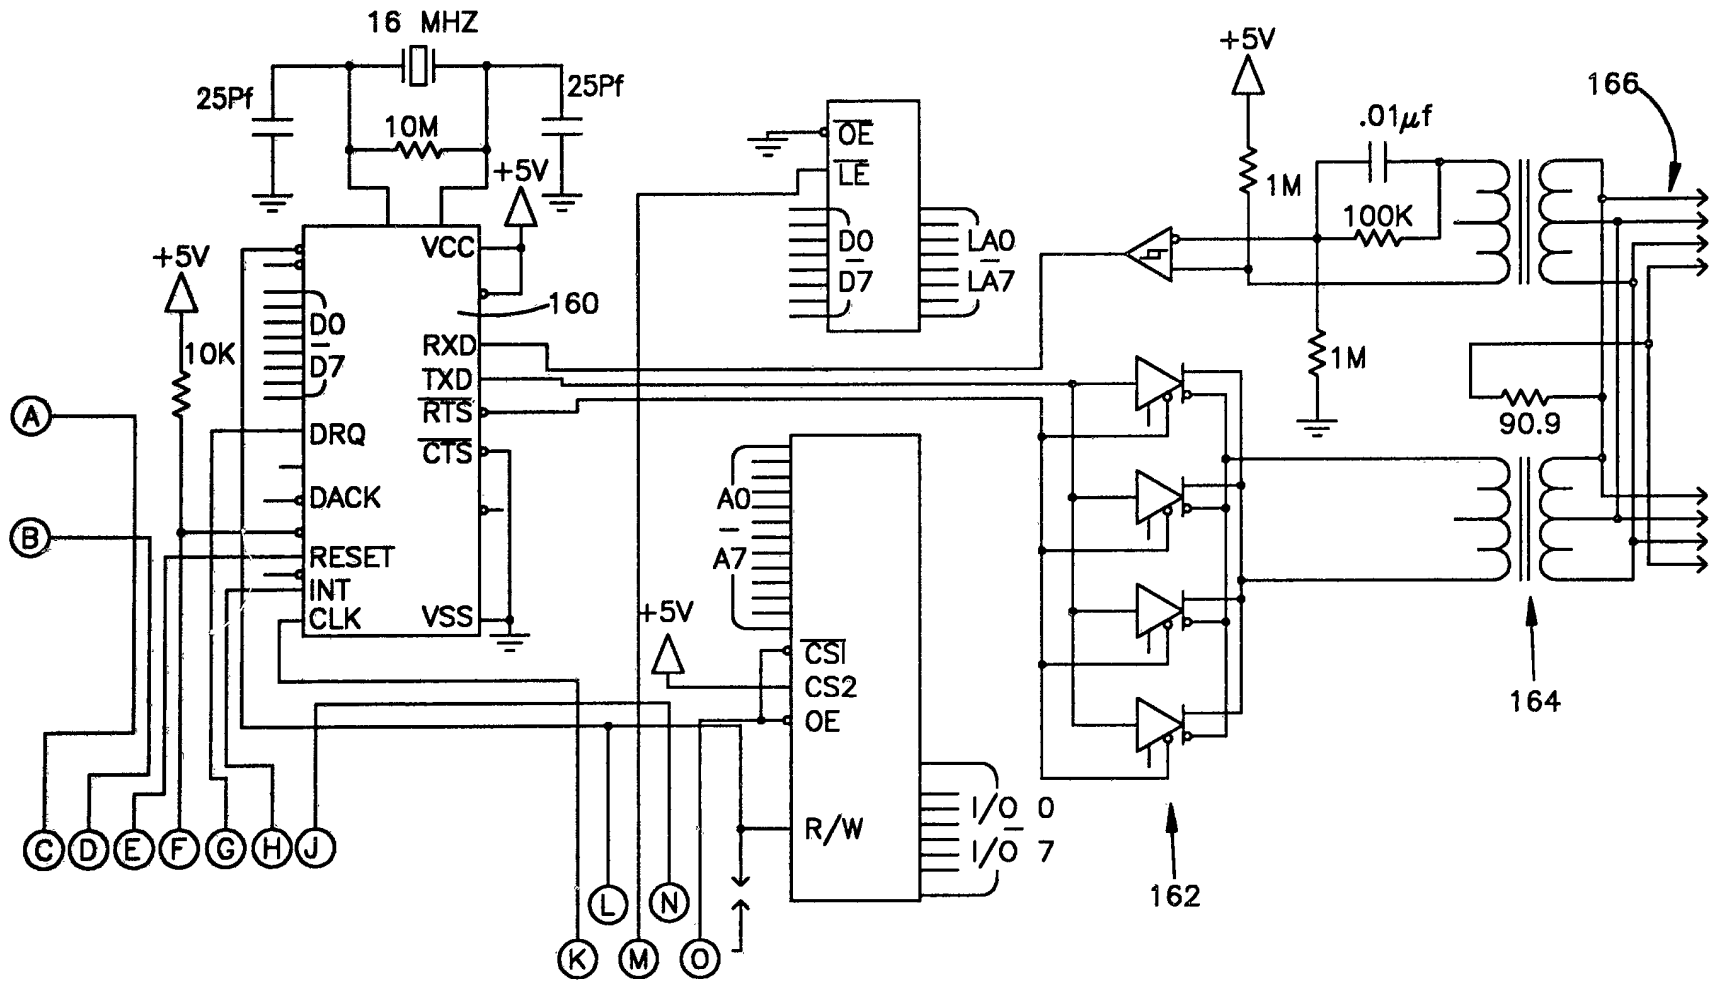 16 MHZ
25Pf
25Pf
10M
+5V
+5V
10K
VCC
160
D0
–
D7
RXD
TXD
RTS
CTS
DRQ
DACK
RESET
INT
CLK
VSS
A
B
C
D
E
F
G
H
J
OE
LE
D0
–
D7
LA0
–
LA7
A0
–
A7
+5V
CS1
CS2
OE
R/W
I/O 0
–
I/O 7
L
N
K
M
O
+5V
1M
.01µf
100K
1M
166
90.9
164
162